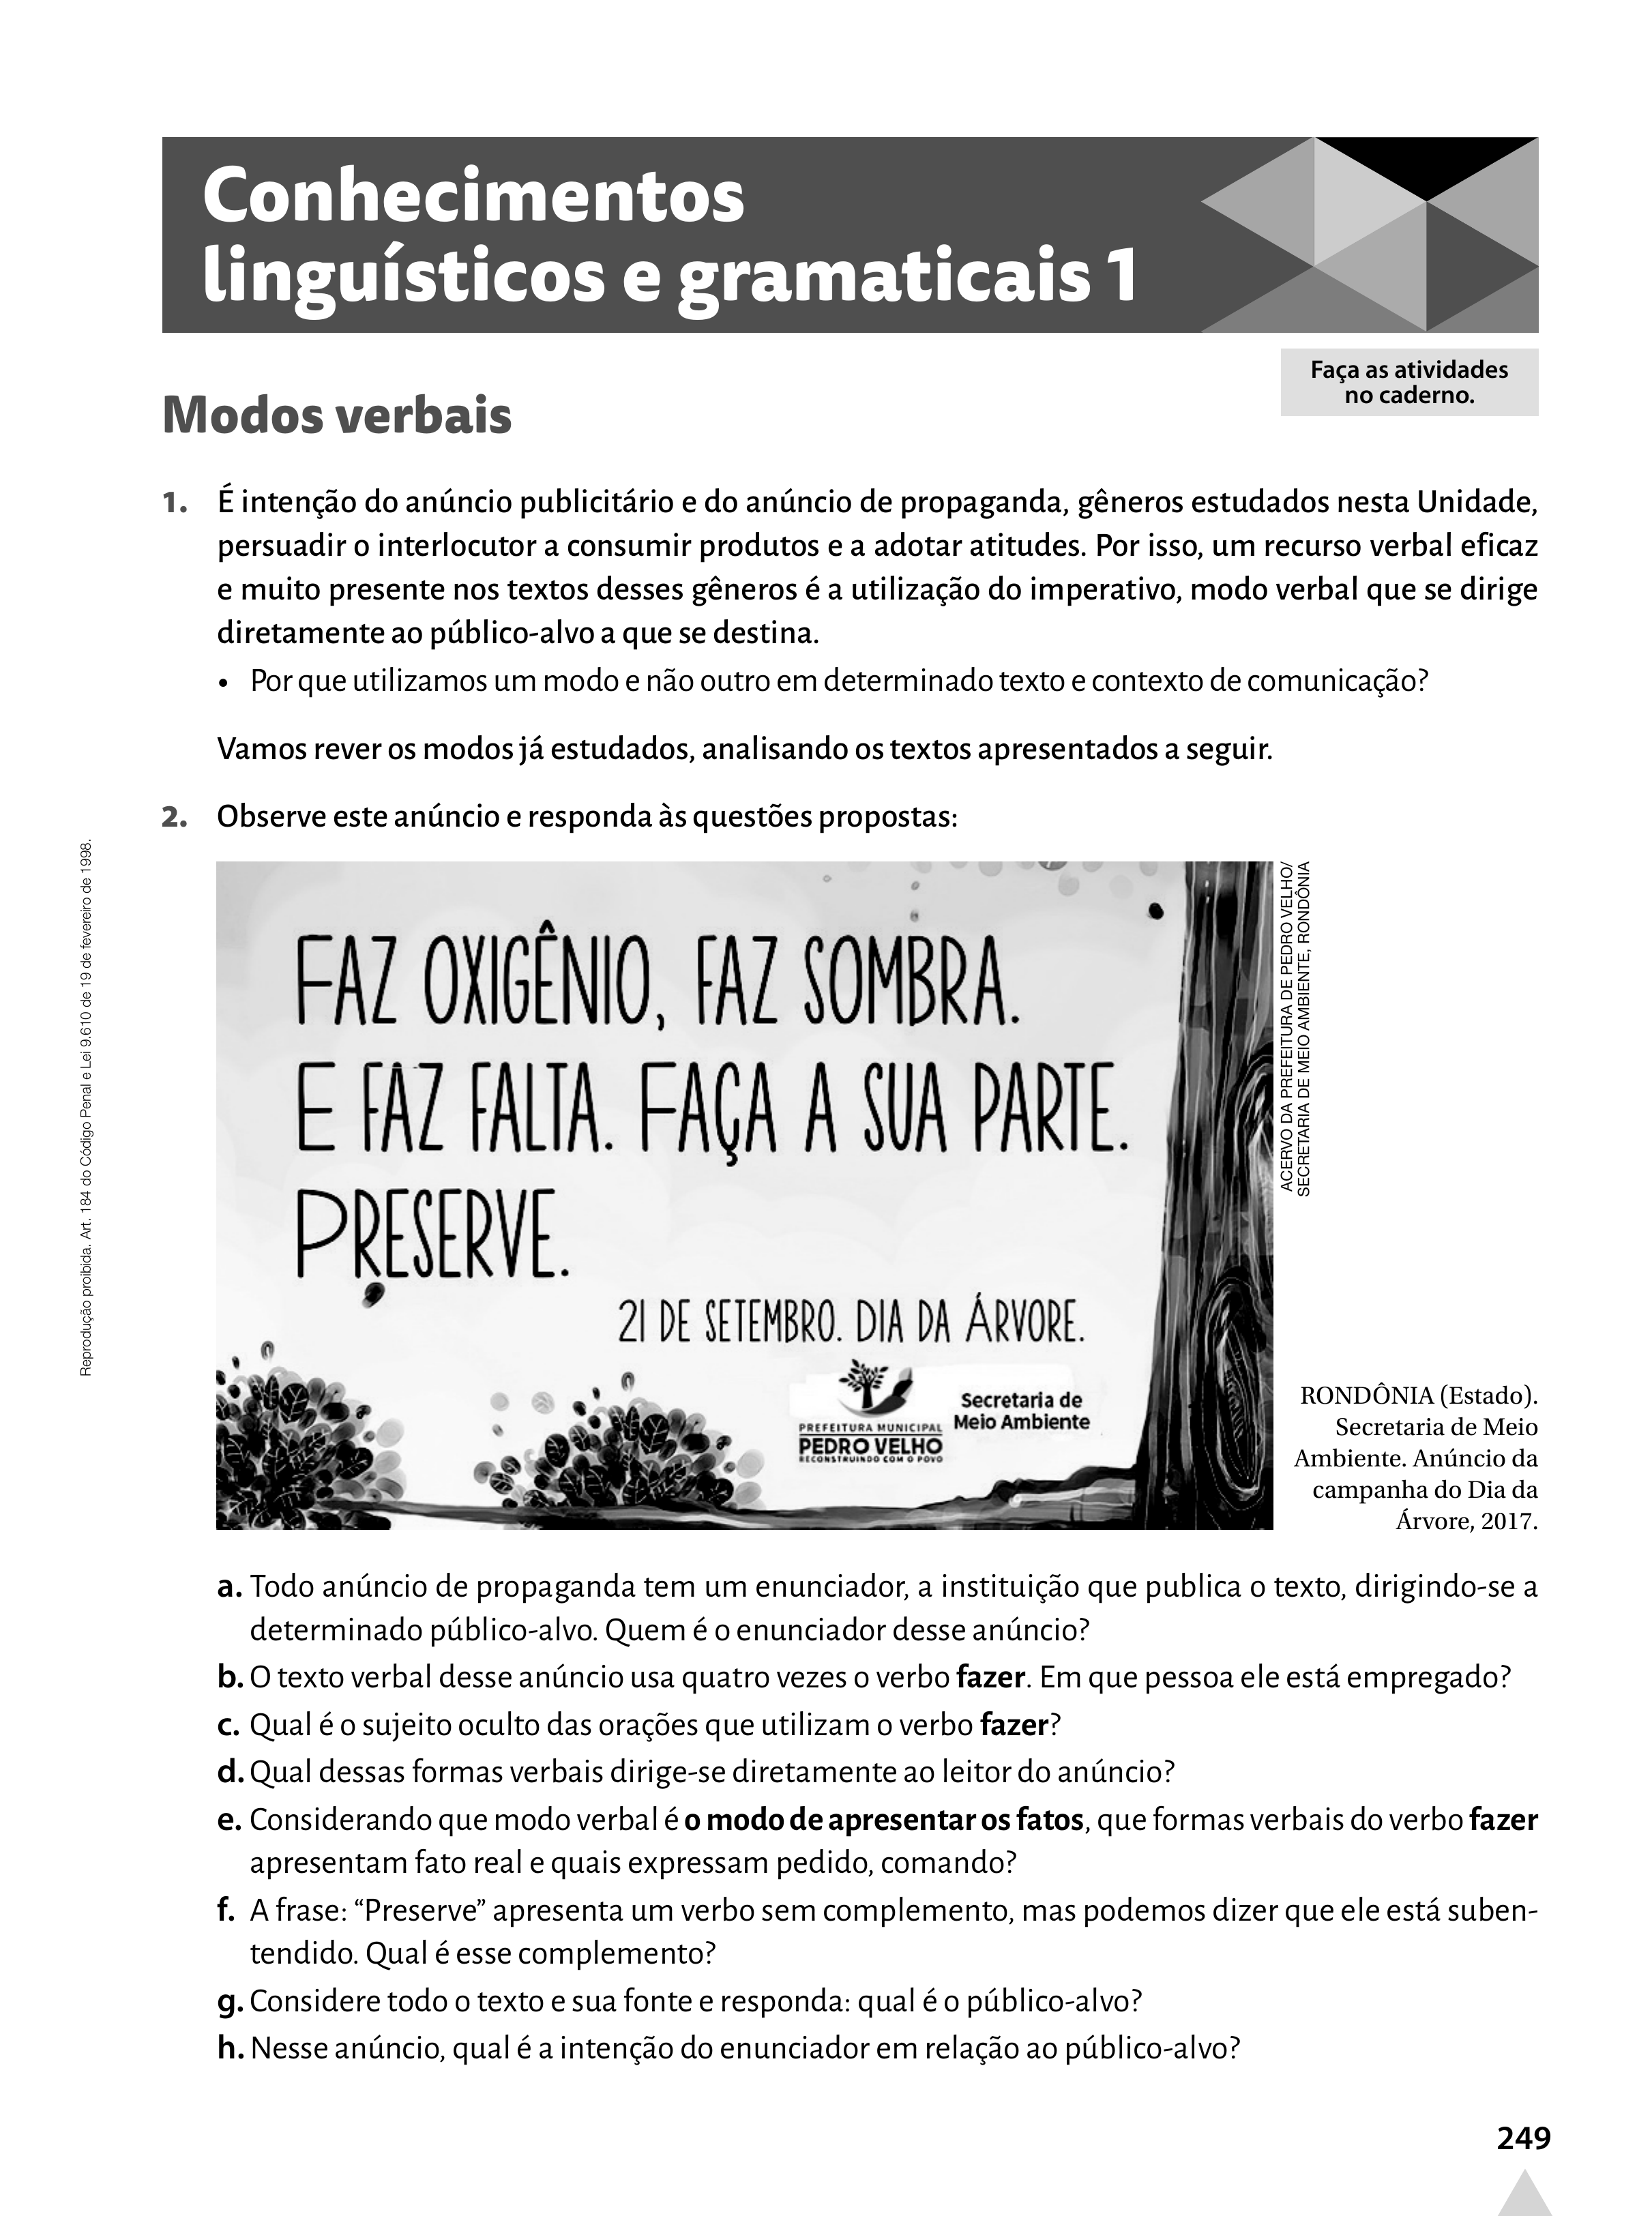 Conhecimentos
linguísticos e gramaticais 1
Faça as atividades
no caderno.
Modos verbais
1. É intenção do anúncio publicitário e do anúncio de propaganda, gêneros estudados nesta Unidade,
persuadir o interlocutor a consumir produtos e a adotar atitudes. Por isso, um recurso verbal eficaz
e muito presente nos textos desses gêneros é a utilização do imperativo, modo verbal que se dirige
diretamente ao público-alvo a que se destina.
• Por que utilizamos um modo e não outro em determinado texto e contexto de comunicação?
Vamos rever os modos já estudados, analisando os textos apresentados a seguir.
2. Observe este anúncio e responda às questões propostas:
FAZ OXIGÊNIO, FAZ SOMBRA.
E FAZ FALTA. FAÇA A SUA PARTE.
PRESERVE.
21 DE SETEMBRO. DIA DA ÁRVORE.
PREFEITURA MUNICIPAL
PEDRO VELHO
RECONSTRUINDO COM O POVO
Secretaria de
Meio Ambiente
ACERVO DA PREFEITURA DE PEDRO VELHO/
SECRETARIA DE MEIO AMBIENTE, RONDÔNIA
RONDÔNIA (Estado).
Secretaria de Meio
Ambiente. Anúncio da
campanha do Dia da
Árvore, 2017.
a. Todo anúncio de propaganda tem um enunciador, a instituição que publica o texto, dirigindo-se a
determinado público-alvo. Quem é o enunciador desse anúncio?
b. O texto verbal desse anúncio usa quatro vezes o verbo fazer. Em que pessoa ele está empregado?
c. Qual é o sujeito oculto das orações que utilizam o verbo fazer?
d. Qual dessas formas verbais dirige-se diretamente ao leitor do anúncio?
e. Considerando que modo verbal é o modo de apresentar os fatos, que formas verbais do verbo fazer
apresentam fato real e quais expressam pedido, comando?
f. A frase: “Preserve” apresenta um verbo sem complemento, mas podemos dizer que ele está suben-
tendido. Qual é esse complemento?
g. Considere todo o texto e sua fonte e responda: qual é o público-alvo?
h. Nesse anúncio, qual é a intenção do enunciador em relação ao público-alvo?
Reprodução proibida. Art. 184 do Código Penal e Lei 9.610 de 19 de fevereiro de 1998.
249